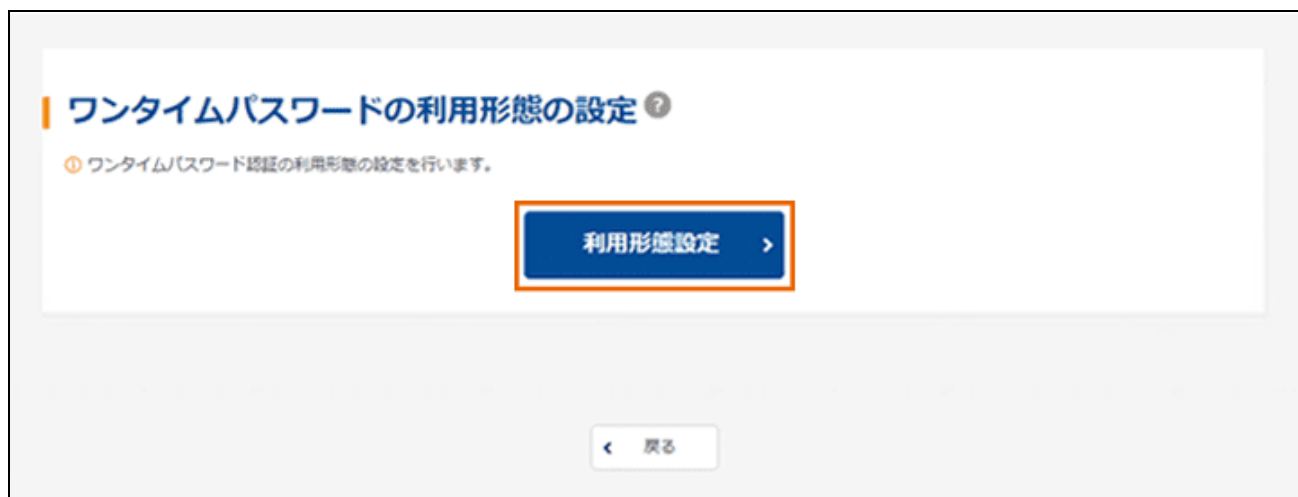 ワンタイムパスワードの利用形態の設定 ?
① ワンタイムパスワード認証の利用形態の設定を行います。
利用形態設定 >
< 戻る